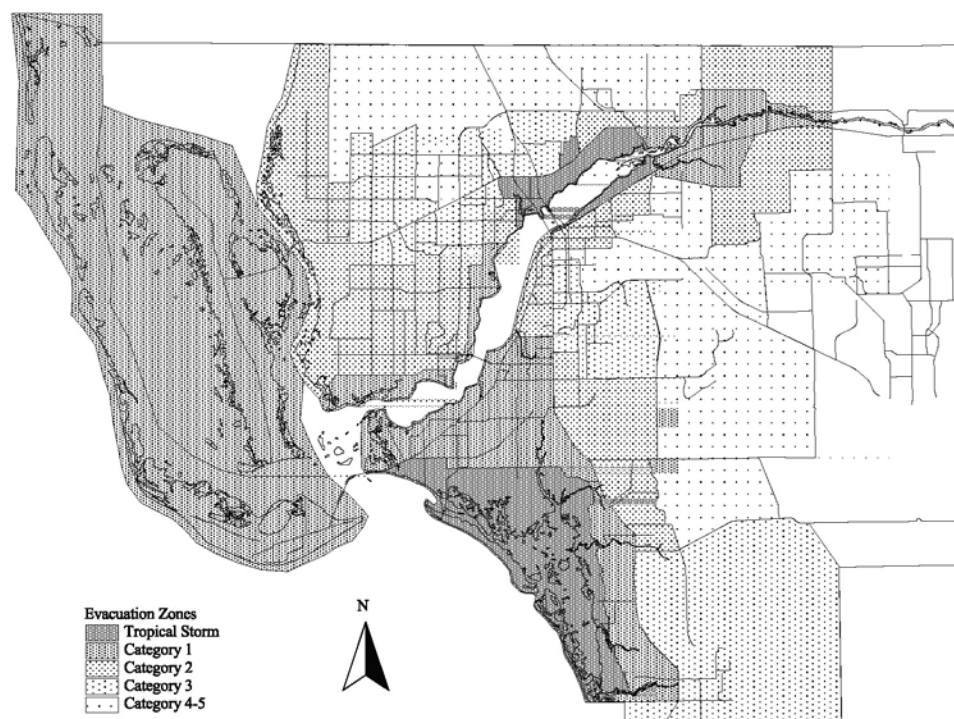 N
Evacuation Zones
Tropical Storm
Category 1
Category 2
Category 3
Category 4-5